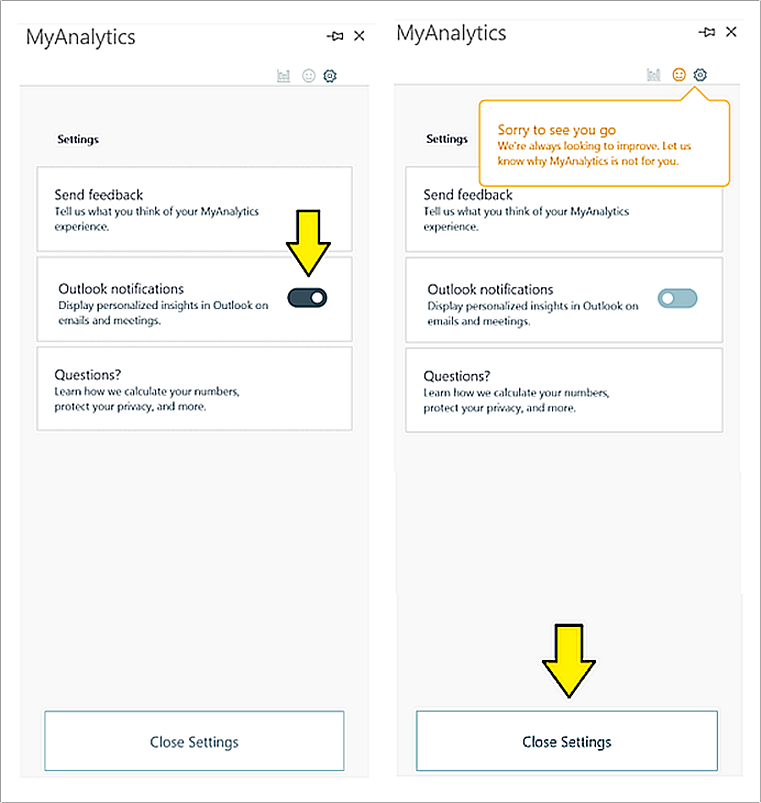 MyAnalytics
Settings
Send feedback
Tell us what you think of your MyAnalytics
experience.
Outlook notifications
Display personalized insights in Outlook on
emails and meetings.
Questions?
Learn how we calculate your numbers,
protect your privacy, and more.
Close Settings
MyAnalytics
Sorry to see you go
We're always looking to improve. Let us
know why MyAnalytics is not for you.
Settings
Send feedback
Tell us what you think of your MyAnalytics
experience.
Outlook notifications
Display personalized insights in Outlook on
emails and meetings.
Questions?
Learn how we calculate your numbers,
protect your privacy, and more.
Close Settings